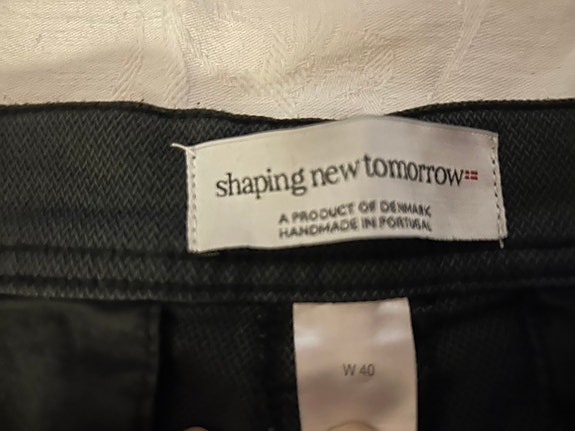 shaping new tomorrow
A PRODUCT OF DENMARK
HANDMADE IN PORTUGAL
W 40